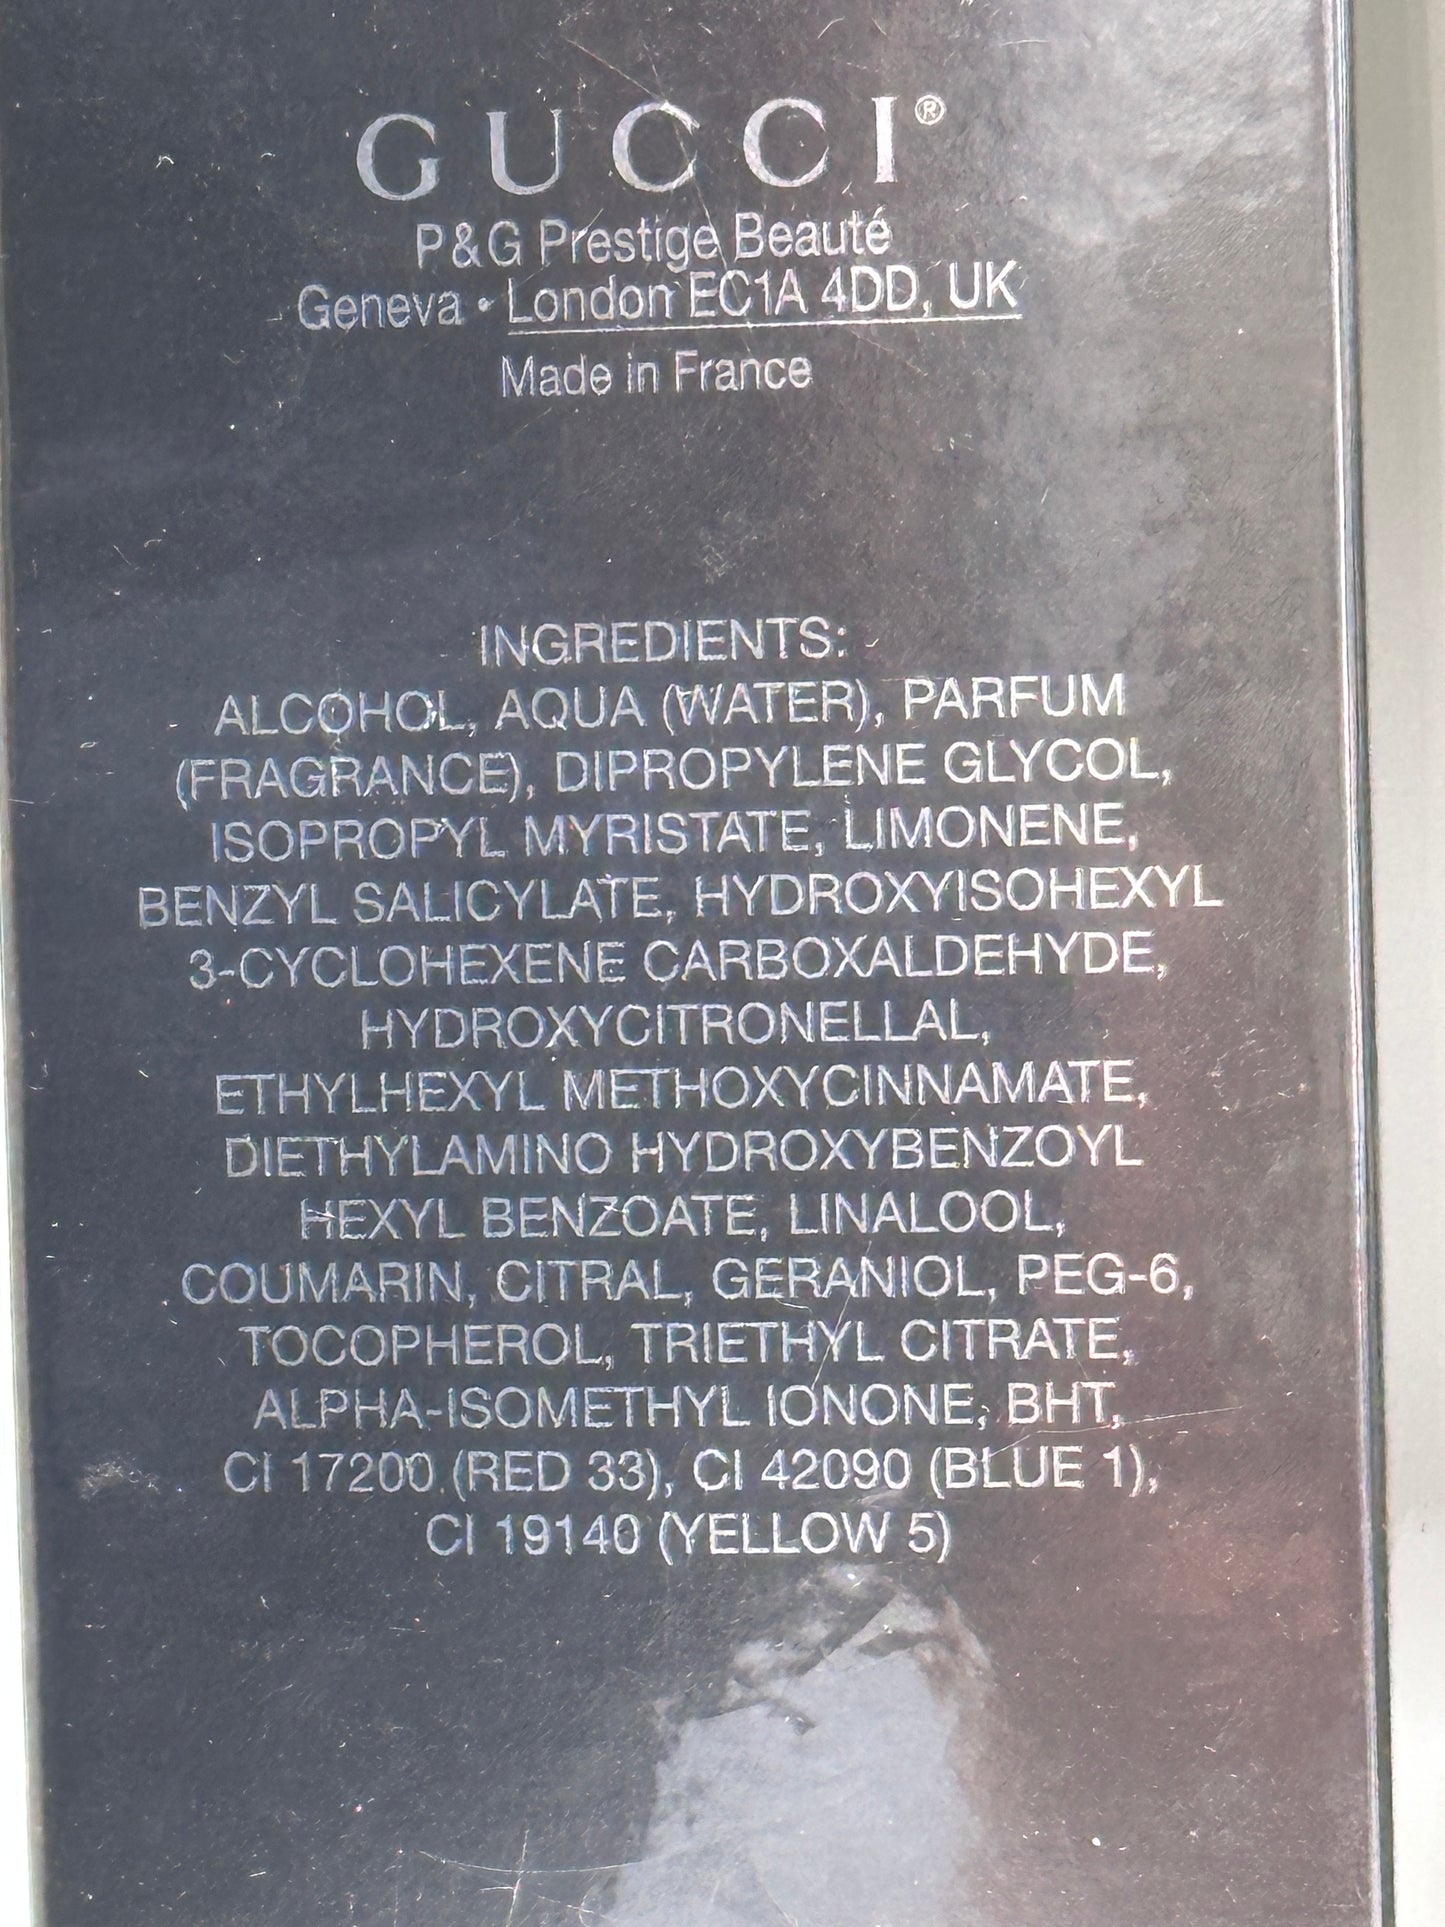 GUCCI®
P&G Prestige Beauté
Geneva • London EC1A 4DD, UK
Made in France
INGREDIENTS:
ALCOHOL, AQUA (WATER), PARFUM
(FRAGRANCE), DIPROPYLENE GLYCOL,
ISOPROPYL MYRISTATE, LIMONENE,
BENZYL SALICYLATE, HYDROXYISOHEXYL
3-CYCLOHEXENE CARBOXALDEHYDE,
HYDROXYCITRONELLAL,
ETHYLHEXYL METHOXYCINNAMATE,
DIETHYLAMINO HYDROXYBENZOYL
HEXYL BENZOATE, LINALOOL,
COUMARIN, CITRAL, GERANIOL, PEG-6,
TOCOPHEROL, TRIETHYL CITRATE,
ALPHA-ISOMETHYL IONONE, BHT,
CI 17200 (RED 33), CI 42090 (BLUE 1),
CI 19140 (YELLOW 5)